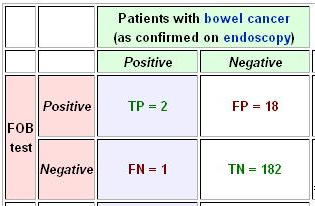 Patients with bowel cancer
(as confirmed on endoscopy)
Positive Negative
FOB
test
Positive TP = 2 FP = 18
Negative FN = 1 TN = 182